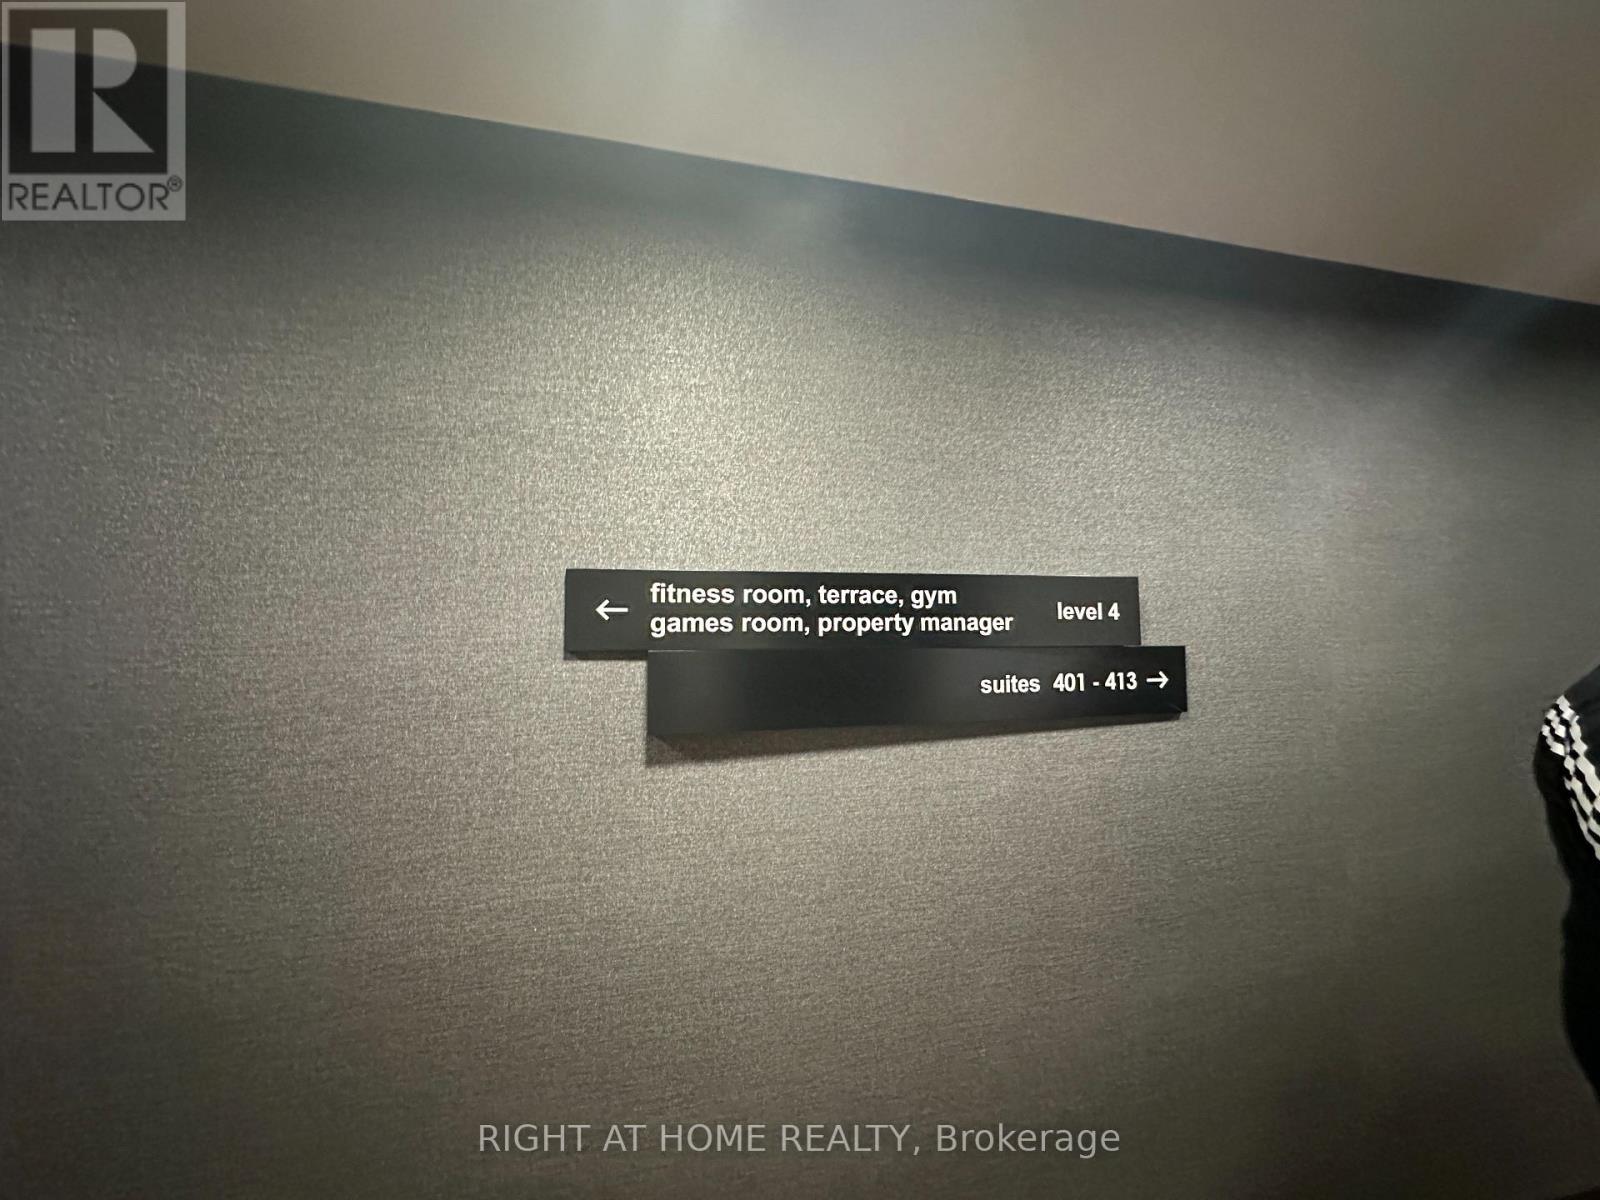 R
REALTOR®
← fitness room, terrace, gym
games room, property manager
level 4
suites 401 - 413 →
RIGHT AT HOME REALTY, Brokerage